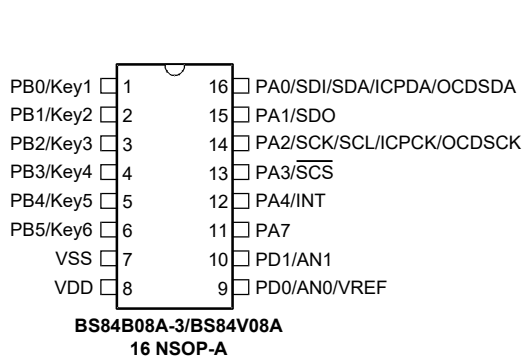 PB0/Key1 1 16 PA0/SDI/SDA/ICPDA/OCDSDA
PB1/Key2 2 15 PA1/SDO
PB2/Key3 3 14 PA2/SCK/SCL/ICPCK/OCDSCK
PB3/Key4 4 13 PA3/S̅C̅S̅
PB4/Key5 5 12 PA4/INT
PB5/Key6 6 11 PA7
VSS 7 10 PD1/AN1
VDD 8 9 PD0/AN0/VREF
BS84B08A-3/BS84V08A
16 NSOP-A